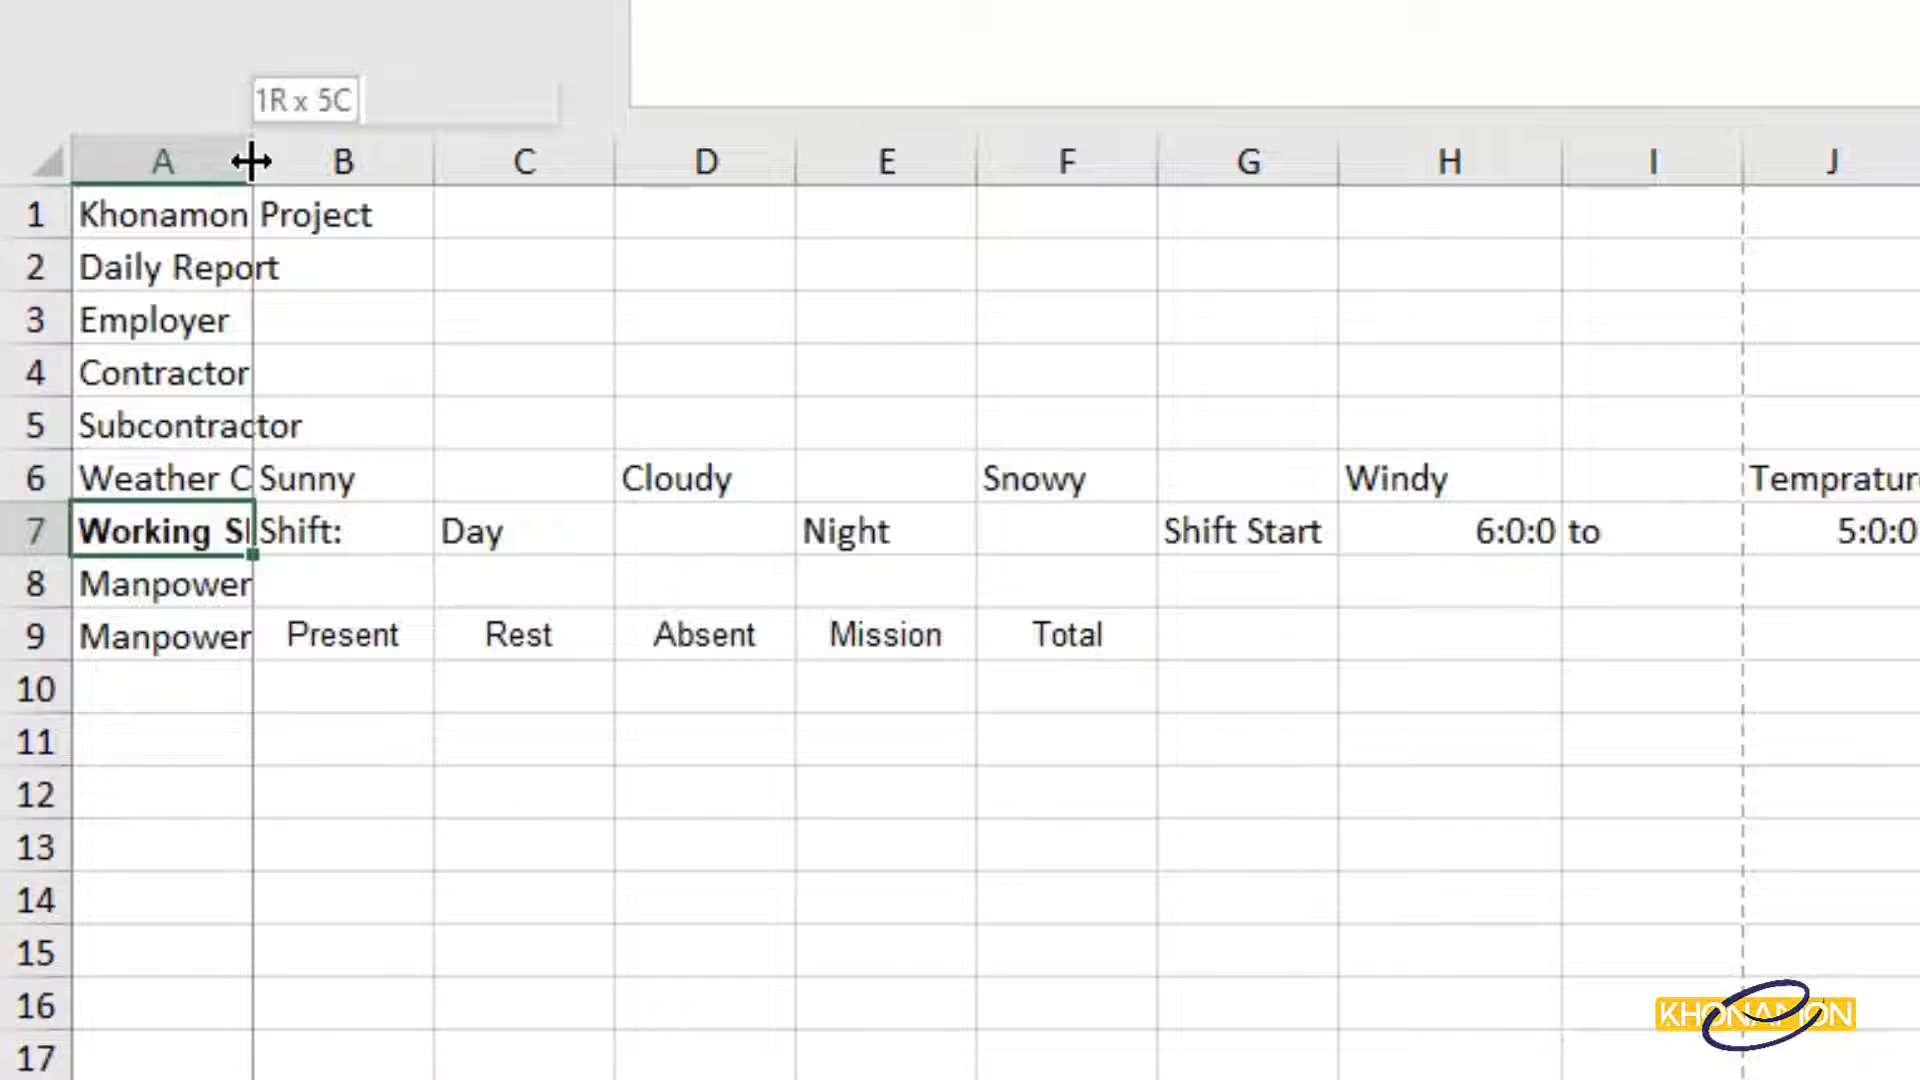 1R x 5C
A B C D E F G H I J
1 Khonamon Project
2 Daily Report
3 Employer
4 Contractor
5 Subcontractor
6 Weather C Sunny Cloudy Snowy Windy Temprature
7 Working Sh Shift: Day Night Shift Start 6:0:0 to 5:0:0
8 Manpower
9 Manpower Present Rest Absent Mission Total
10
11
12
13
14
15
16
17
KHONAMON